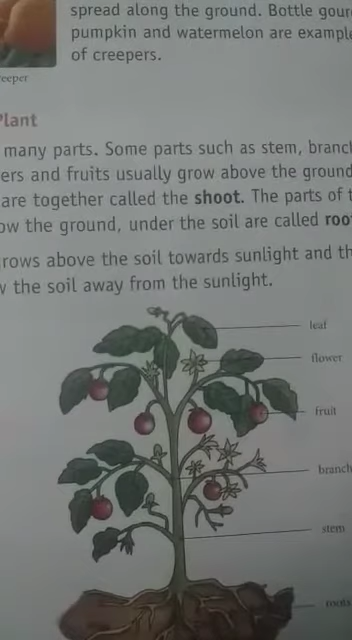 spread along the ground. Bottle gour
pumpkin and watermelon are example
of creepers.
eeper
Plant
many parts. Some parts such as stem, branch
ers and fruits usually grow above the ground
are together called the shoot. The parts of t
ow the ground, under the soil are called roo
rows above the soil towards sunlight and th
w the soil away from the sunlight.
leaf
flower
fruit
branch
stem
roots